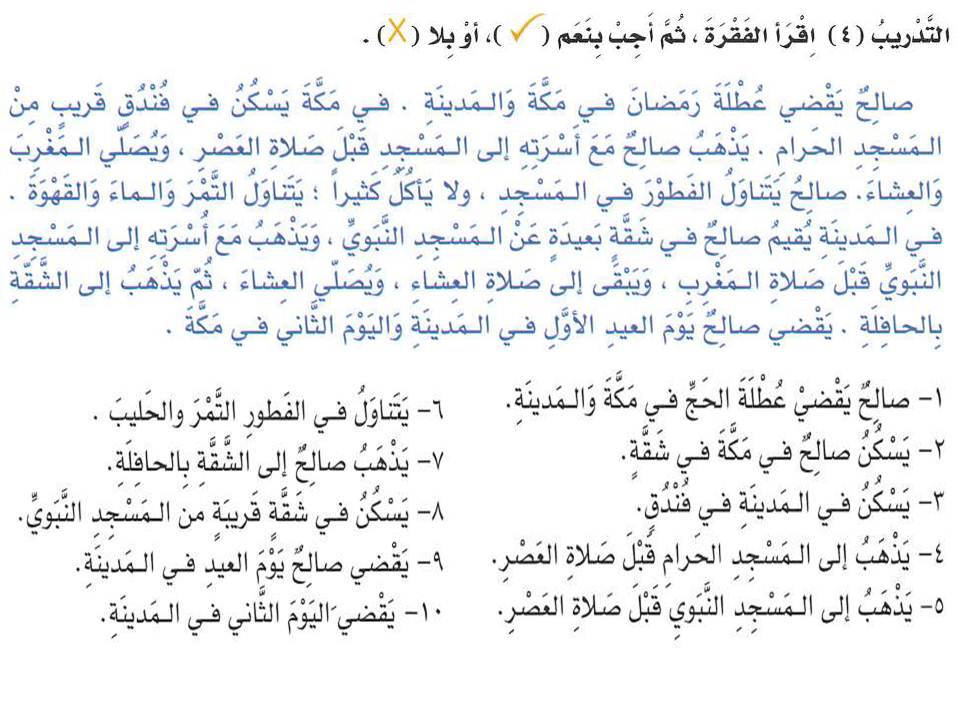 التَّدْريبُ (٤) اِقْرَأ الفَقْرَةَ ، ثُمَّ أَجِبْ بِنَعَم (✓)، أوْ بِلا (X) .
صالِحٌ يَقْضي عُطْلَةَ رَمَضانَ في مَكَّةَ وَالـمَدينَةِ . في مَكَّةَ يَسْكُنُ في فُنْدُقٍ قَريبٍ مِنْ
المَسْجِدِ الحَرامِ . يَذْهَبُ صالِحٌ مَعَ أُسْرَتِهِ إلى المَسْجِدِ قَبْلَ صَلاةِ العَصْرِ ، وَيُصَلّي المَغْرِبَ
وَالعِشاءَ. صالِحُ يَتَناوَلُ الفَطوْرَ في المَسْجِدِ ، ولا يَأكُلُ كَثيراً ؛ يَتَناوَلُ التَّمْرَ وَالماءَ وَالقَهْوَةَ .
في المَدينَةِ يُقيمُ صالِحٌ في شَقَّةٍ بَعيدَةٍ عَنْ المَسْجِدِ النَّبَويِّ ، وَيَذْهَبُ مَعَ أُسْرَتِهِ إلى المَسْجِدِ
النَّبَويِّ قَبْلَ صَلاةِ المَغْرِبِ ، وَيَبْقَى إلى صَلاةِ العِشاءِ ، وَيُصَلّي العِشاءَ ، ثُمّ يَذْهَبُ إلى الشَّقّةِ
بِالحافِلَةِ . يَقْضي صالِحٌ يَوْمَ العيدِ الأوَّلِ في المَدينَةِ وَاليَوْمَ الثَّاني في مَكَّةَ .
١- صالِحٌ يَقْضيْ عُطْلَةَ الحَجِّ في مَكَّةَ وَالمَدينَةِ.
٢- يَسْكُنُ صالِحٌ في مَكَّةَ في شَقَّةٍ.
٣- يَسْكُنُ في المَدينَةِ في فُنْدُقٍ.
٤- يَذْهَبُ إلى المَسْجِدِ الحَرامِ قَبْلَ صَلاةِ العَصْرِ.
٥- يَذْهَبُ إلى المَسْجِدِ النَّبَويِ قَبْلَ صَلاةِ العَصْرِ.
٦- يَتَناوَلُ في الفَطورِ التَّمْرَ والحَليبَ .
٧- يَذْهَبُ صالِحٌ إلى الشَّقَّةِ بِالحافِلَةِ.
٨- يَسْكُنُ في شَقَّةٍ قَريبَةٍ من المَسْجِدِ النَّبَويِّ.
٩- يَقْضي صالِحٌ يَوْمَ العيدِ في المَدينَةِ.
١٠- يَقْضي اليَوْمَ الثَّاني في المَدينَةِ.